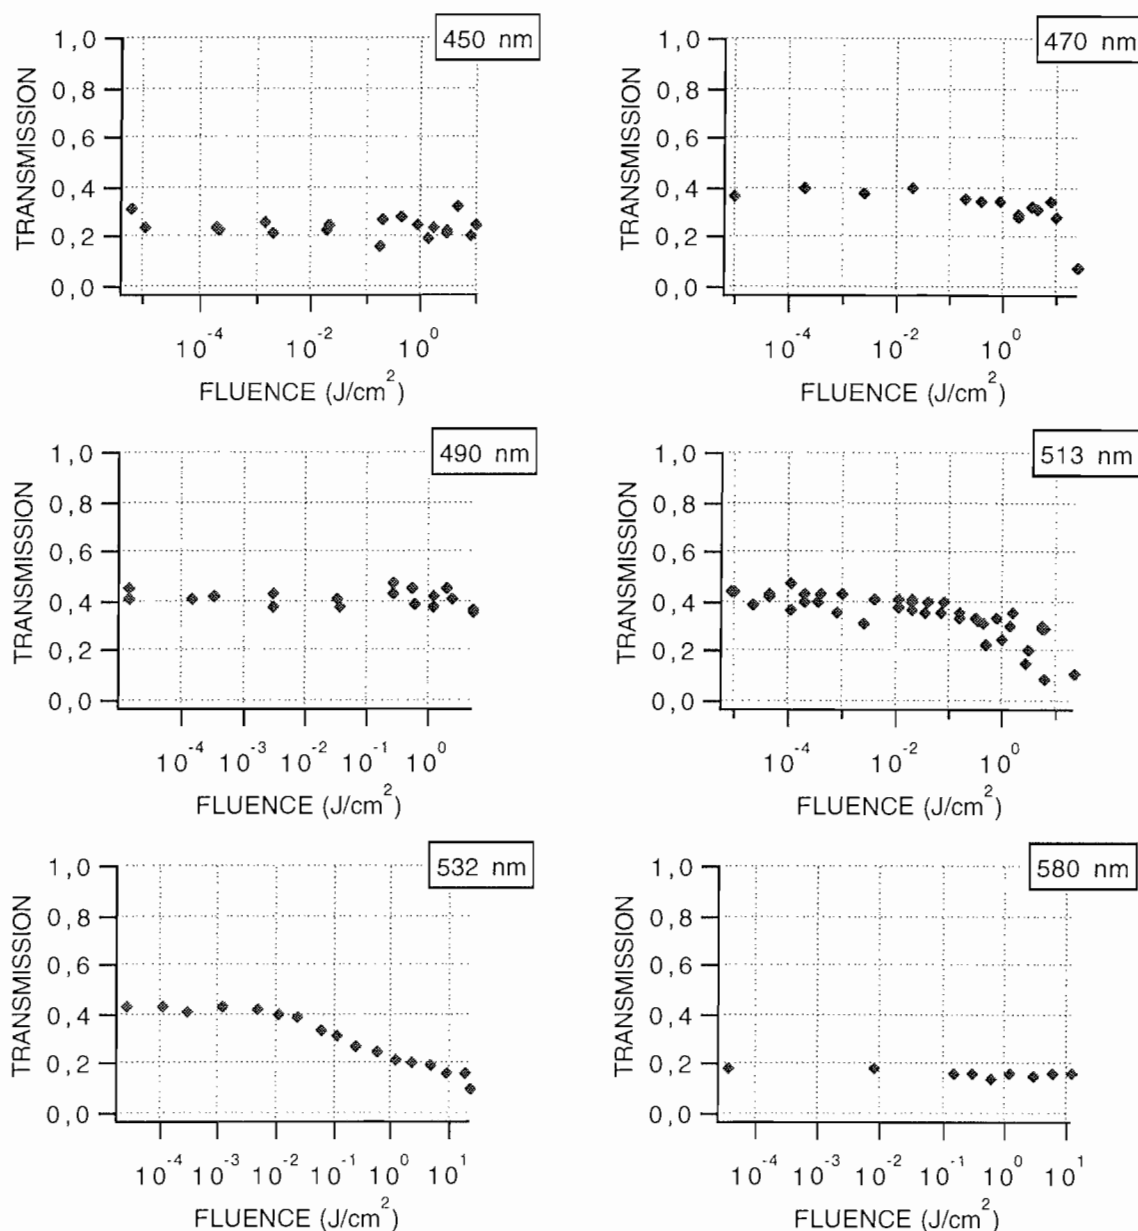 450 nm
1,0
0,8
0,6
0,4
0,2
0,0
TRANSMISSION
10^-4 10^-2 10^0
FLUENCE (J/cm^2)
470 nm
1,0
0,8
0,6
0,4
0,2
0,0
TRANSMISSION
10^-4 10^-2 10^0
FLUENCE (J/cm^2)
490 nm
1,0
0,8
0,6
0,4
0,2
0,0
TRANSMISSION
10^-4 10^-3 10^-2 10^-1 10^0
FLUENCE (J/cm^2)
513 nm
1,0
0,8
0,6
0,4
0,2
0,0
TRANSMISSION
10^-4 10^-2 10^0
FLUENCE (J/cm^2)
532 nm
1,0
0,8
0,6
0,4
0,2
0,0
TRANSMISSION
10^-4 10^-3 10^-2 10^-1 10^0 10^1
FLUENCE (J/cm^2)
580 nm
1,0
0,8
0,6
0,4
0,2
0,0
TRANSMISSION
10^-4 10^-3 10^-2 10^-1 10^0 10^1
FLUENCE (J/cm^2)